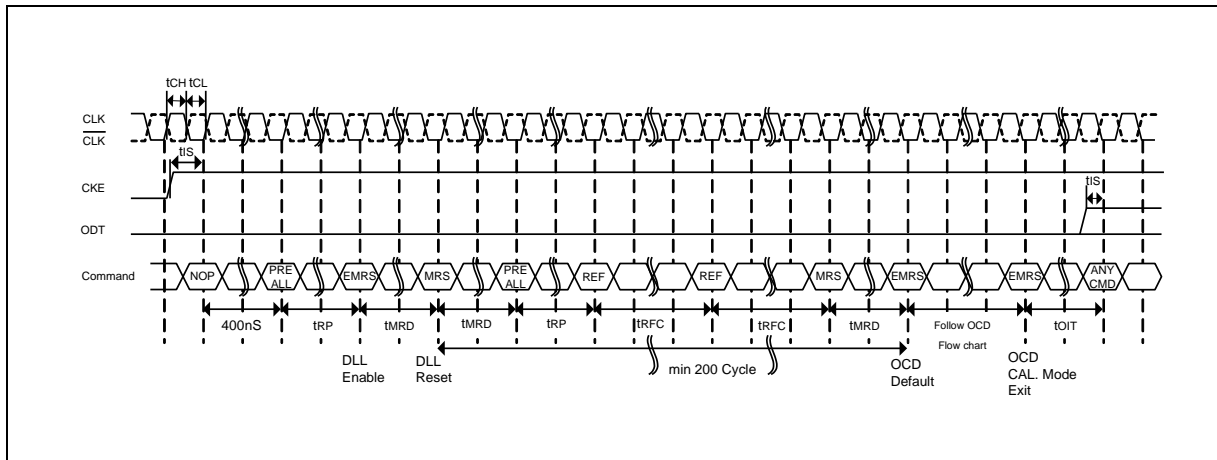 tCH tCL
CLK
CLK
tIS
CKE
tIS
ODT
Command
NOP
PRE
ALL
EMRS
MRS
PRE
ALL
REF
REF
MRS
EMRS
EMRS
ANY
CMD
400nS
tRP
tMRD
tMRD
tRP
tRFC
tRFC
tMRD
Follow OCD
Flow chart
tOIT
DLL
Enable
DLL
Reset
min 200 Cycle
OCD
Default
OCD
CAL. Mode
Exit